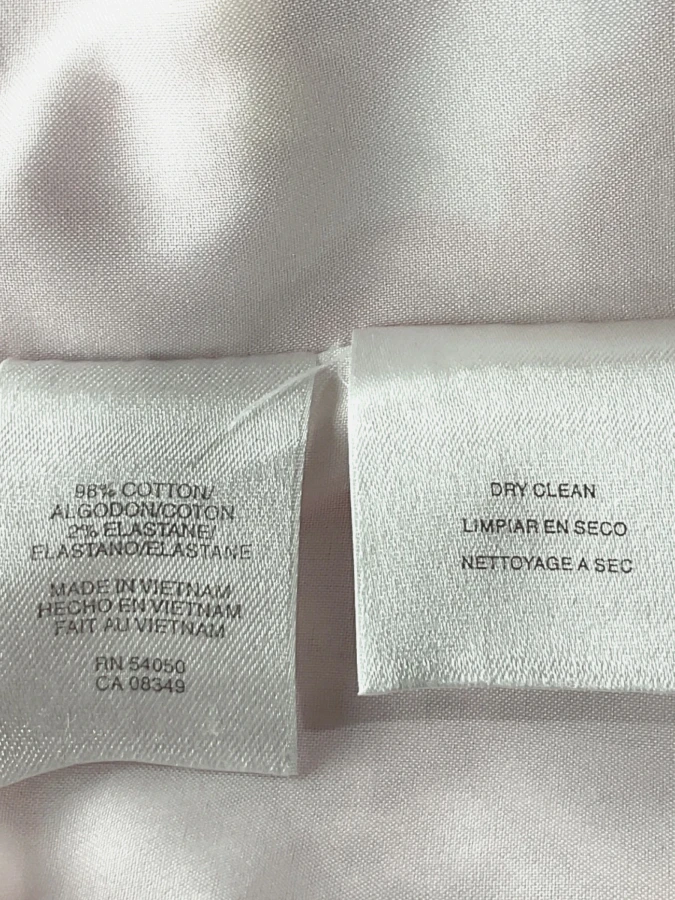 98% COTTON/
ALGODON/COTON
2% ELASTANE/
ELASTANO/ELASTANE
MADE IN VIETNAM
HECHO EN VIETNAM
FAIT AU VIETNAM
RN 54050
CA 08349
DRY CLEAN
LIMPIAR EN SECO
NETTOYAGE A SEC